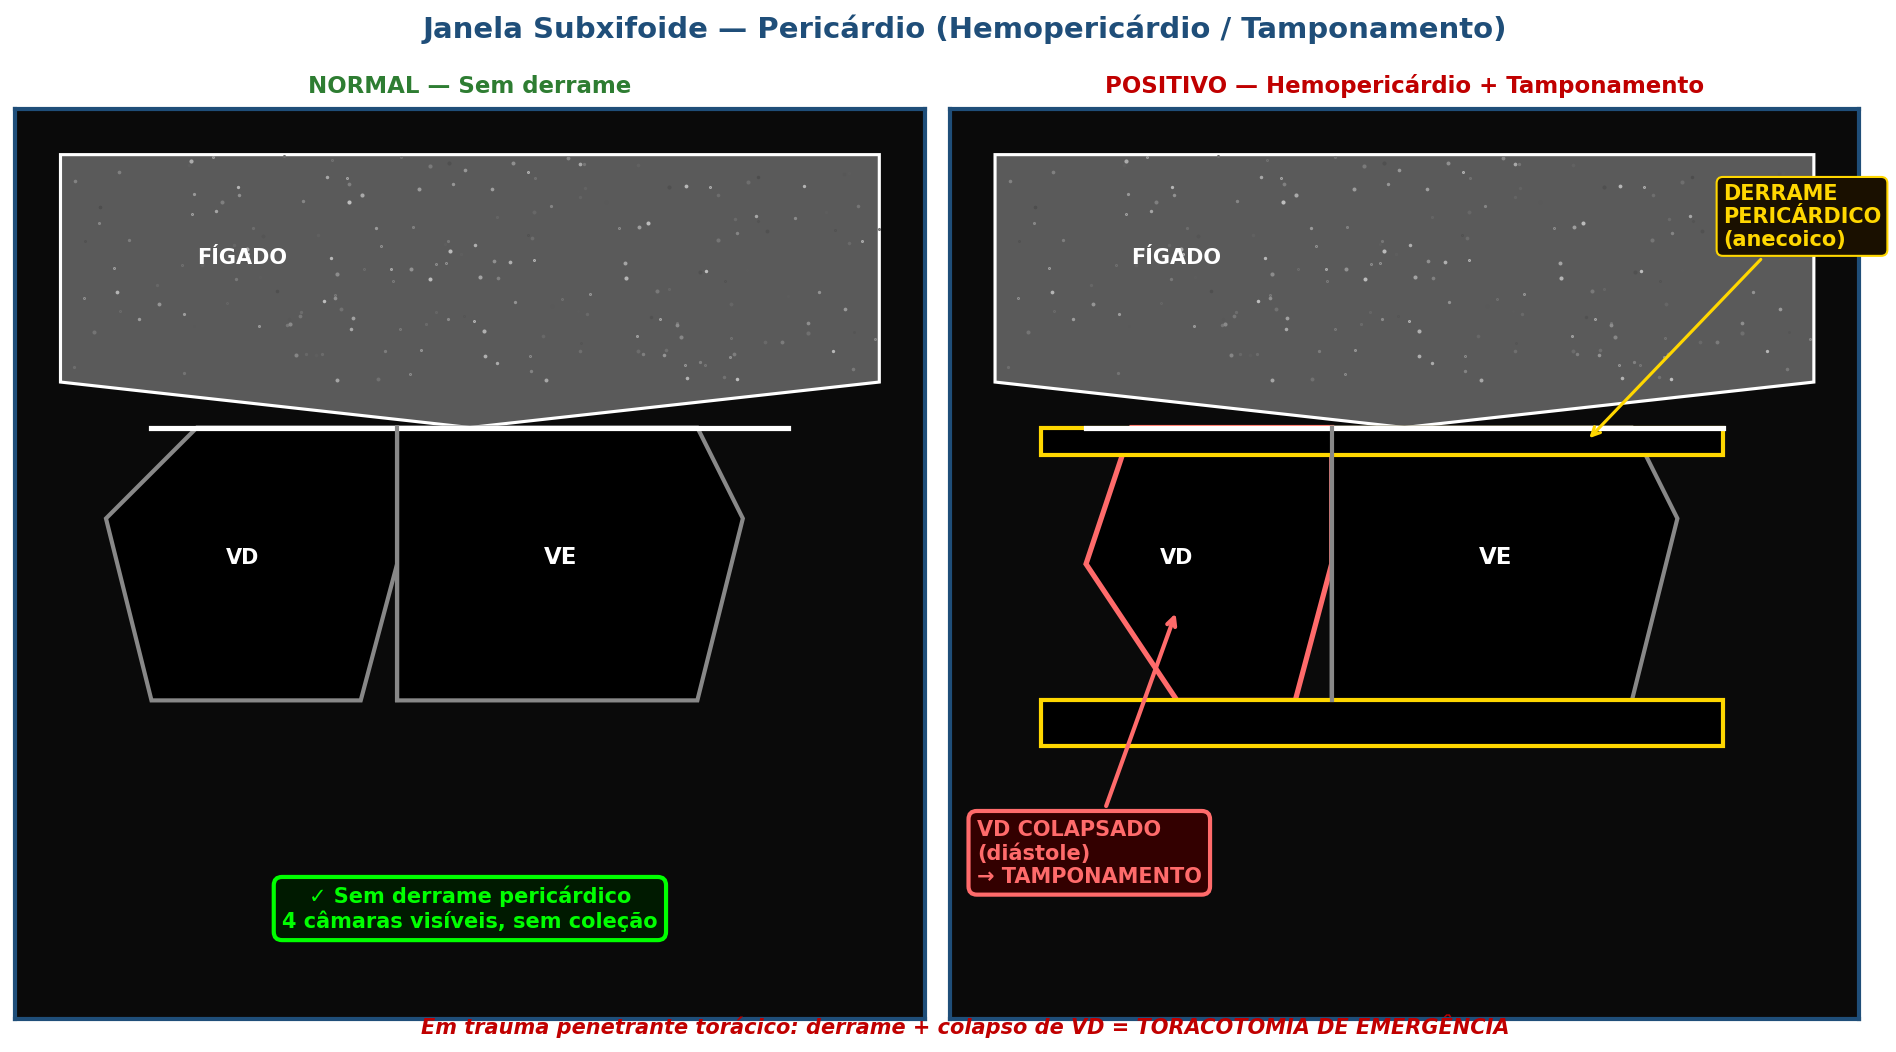 Janela Subxifoide — Pericárdio (Hemopericárdio / Tamponamento)
NORMAL — Sem derrame
FÍGADO
VD
VE
✓ Sem derrame pericárdico
4 câmaras visíveis, sem coleção
POSITIVO — Hemopericárdio + Tamponamento
DERRAME
PERICÁRDICO
(anecoico)
FÍGADO
VD
VE
VD COLAPSADO
(diástole)
→ TAMPONAMENTO
Em trauma penetrante torácico: derrame + colapso de VD = TORACOTOMIA DE EMERGÊNCIA